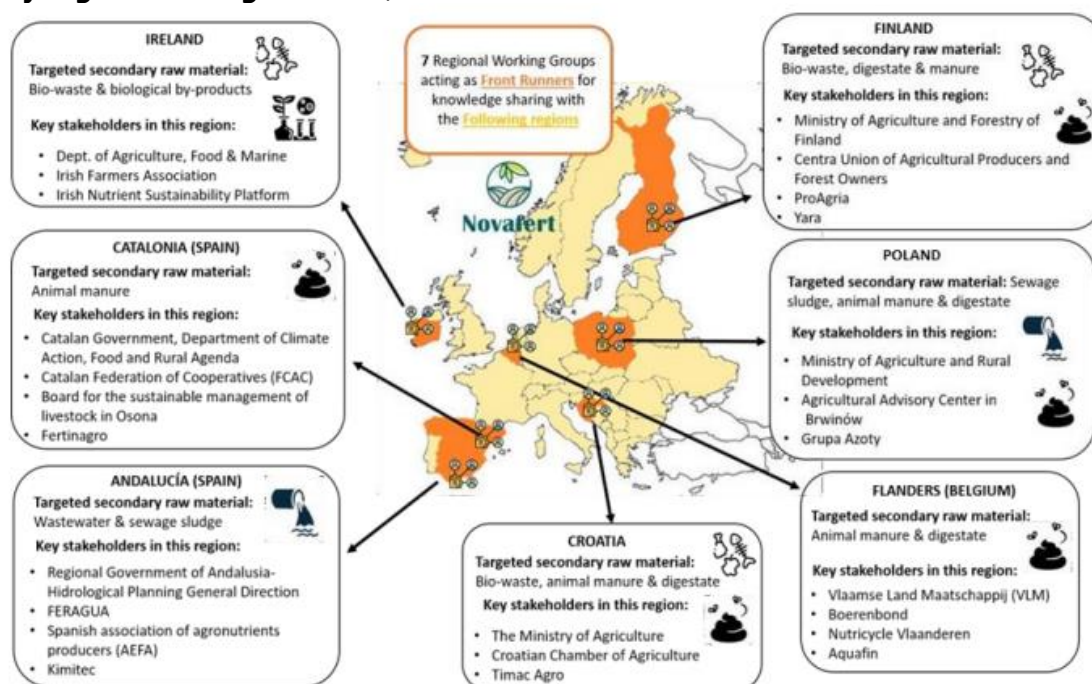 IRELAND
Targeted secondary raw material:
Bio-waste & biological by-products
Key stakeholders in this region:
• Dept. of Agriculture, Food & Marine
• Irish Farmers Association
• Irish Nutrient Sustainability Platform
7 Regional Working Groups
acting as Front Runners for
knowledge sharing with
the Following regions
Novafert
FINLAND
Targeted secondary raw material:
Bio-waste, digestate & manure
Key stakeholders in this region:
• Ministry of Agriculture and Forestry of
Finland
• Centra Union of Agricultural Producers and
Forest Owners
• ProAgria
• Yara
CATALONIA (SPAIN)
Targeted secondary raw material:
Animal manure
Key stakeholders in this region:
• Catalan Government, Department of Climate
Action, Food and Rural Agenda
• Catalan Federation of Cooperatives (FCAC)
• Board for the sustainable management of
livestock in Osona
• Fertinagro
POLAND
Targeted secondary raw material: Sewage
sludge, animal manure & digestate
Key stakeholders in this region:
• Ministry of Agriculture and Rural
Development
• Agricultural Advisory Center in
Brwinów
• Grupa Azoty
ANDALUCÍA (SPAIN)
Targeted secondary raw material:
Wastewater & sewage sludge
Key stakeholders in this region:
• Regional Government of Andalusia-
Hidrological Planning General Direction
• FERAGUA
• Spanish association of agronutrients
producers (AEFA)
• Kimitec
CROATIA
Targeted secondary raw material:
Bio-waste, animal manure & digestate
Key stakeholders in this region:
• The Ministry of Agriculture
• Croatian Chamber of Agriculture
• Timac Agro
FLANDERS (BELGIUM)
Targeted secondary raw material:
Animal manure & digestate
Key stakeholders in this region:
• Vlaamse Land Maatschappij (VLM)
• Boerenbond
• Nutricycle Vlaanderen
• Aquafin